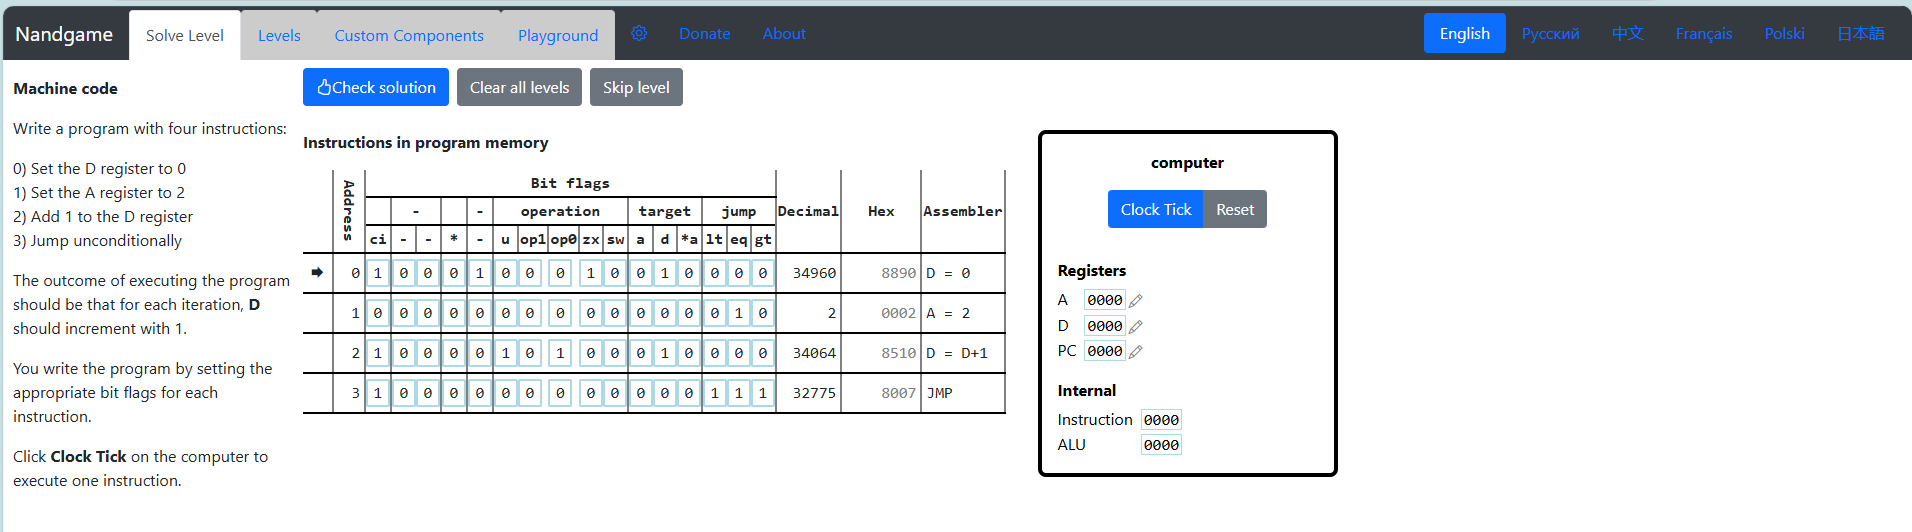 Nandgame Solve Level Levels Custom Components Playground Donate About English Русский 中文 Français Polski 日本語
Machine code
Write a program with four instructions:
0) Set the D register to 0
1) Set the A register to 2
2) Add 1 to the D register
3) Jump unconditionally
The outcome of executing the program
should be that for each iteration, D
should increment with 1.
You write the program by setting the
appropriate bit flags for each
instruction.
Click Clock Tick on the computer to
execute one instruction.
Check solution Clear all levels Skip level
Instructions in program memory
Address Bit flags Decimal Hex Assembler
- - operation target jump
ci - - * - u op1 op0 zx sw a d *a lt eq gt
0 1 0 0 0 1 0 0 0 1 0 0 1 0 0 0 0 34960 8890 D = 0
1 0 0 0 0 0 0 0 0 0 0 0 0 0 0 1 0 2 0002 A = 2
2 1 0 0 0 0 1 0 1 0 0 0 1 0 0 0 0 34064 8510 D = D+1
3 1 0 0 0 0 0 0 0 0 0 0 0 0 1 1 1 32775 8007 JMP
computer
Clock Tick Reset
Registers
A 0000
D 0000
PC 0000
Internal
Instruction 0000
ALU 0000